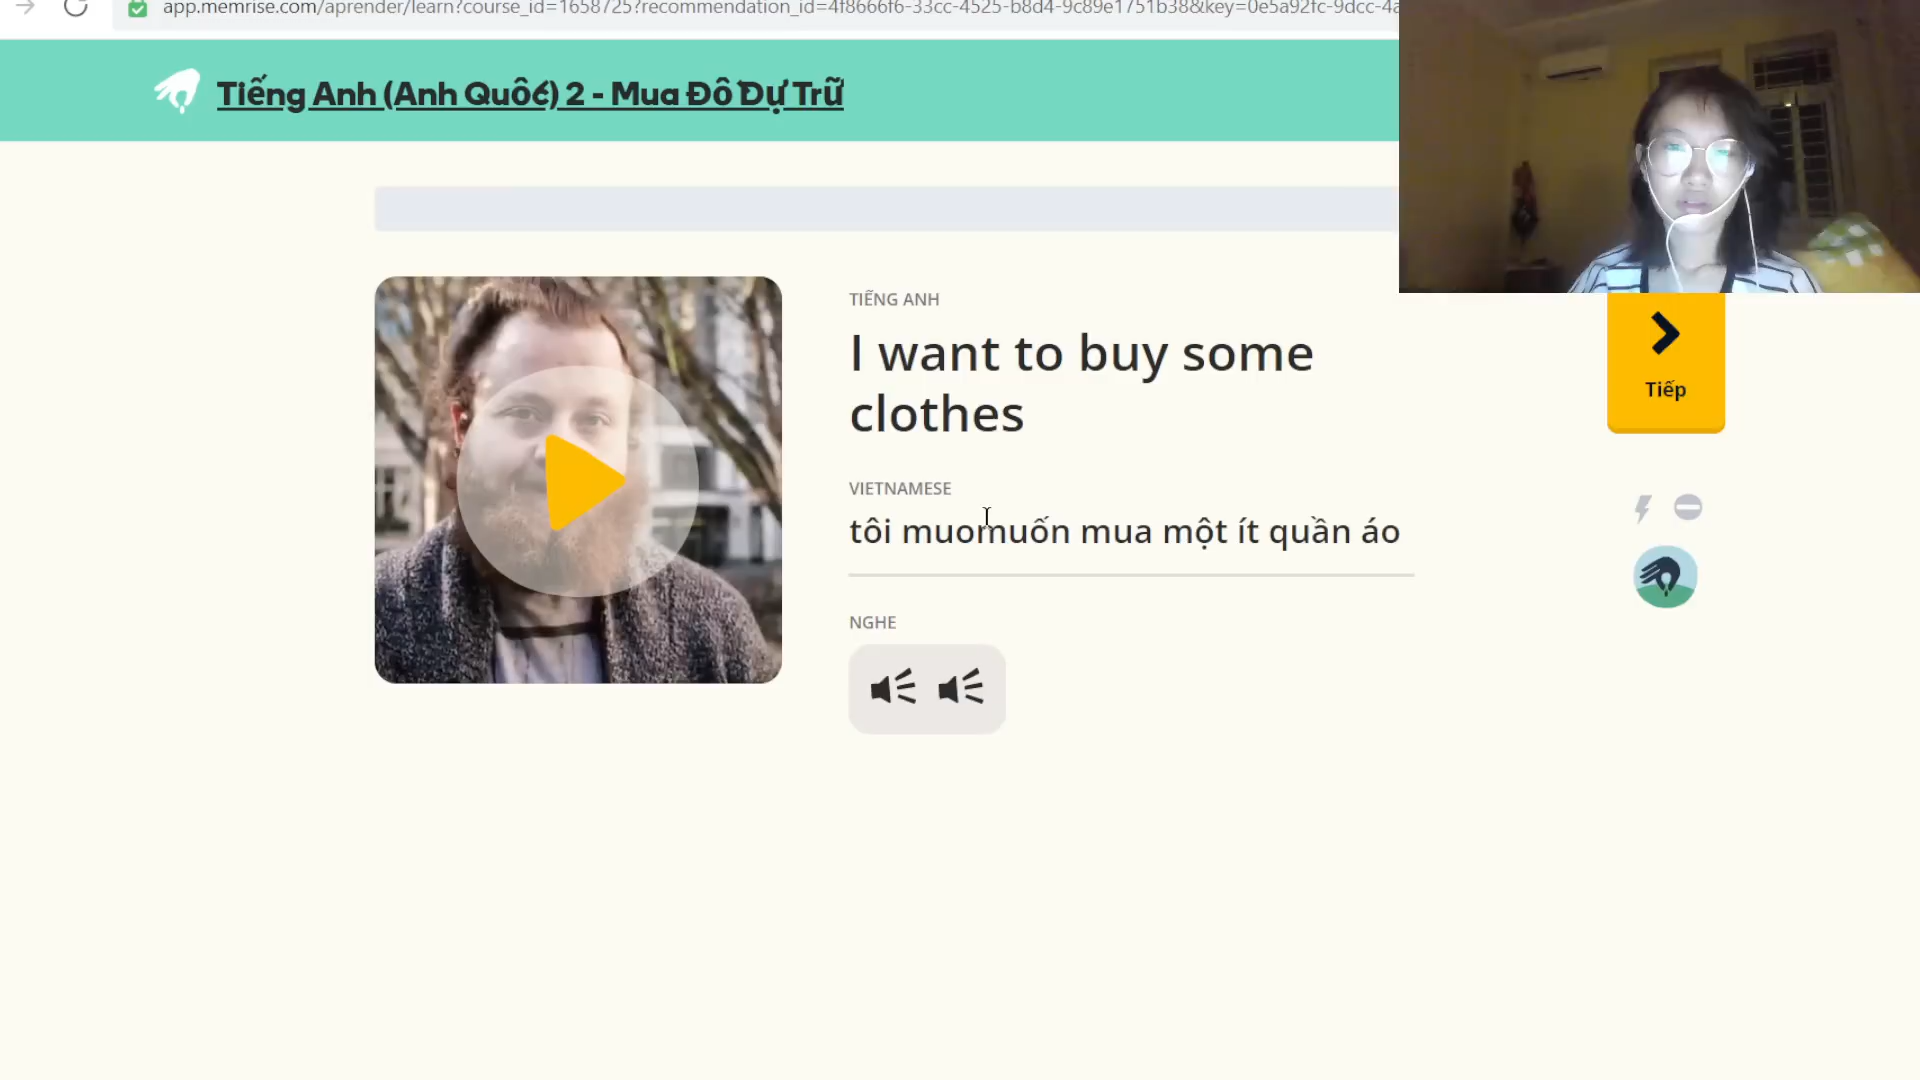 app.memrise.com/aprender/learn?course_id=1658725?recommendation_id=4f8666f6-33cc-4525-b8d4-9c89e1751b38&key=0e5a92fc-9dcc-4a
Tiếng Anh (Anh Quốc) 2 - Mua Đồ Dự Trữ
TIẾNG ANH
I want to buy some
clothes
Tiếp
VIETNAMESE
tôi muomuốn mua một ít quần áo
NGHE